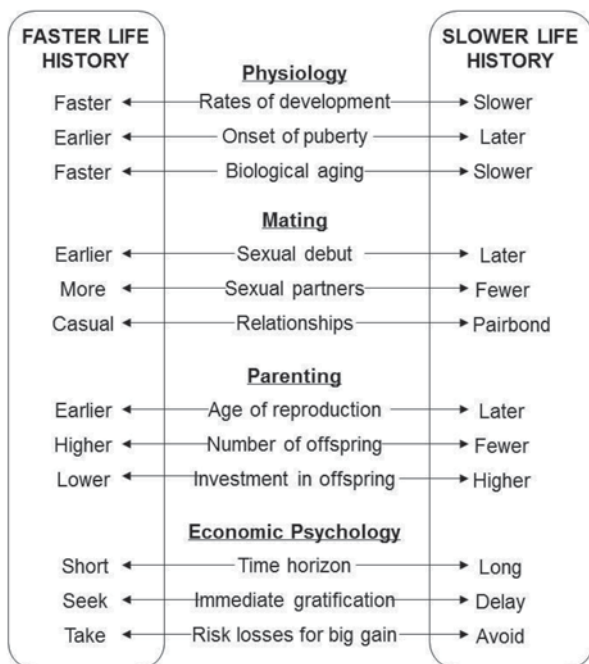 FASTER LIFE HISTORY
SLOWER LIFE HISTORY
Physiology
Faster Rates of development Slower
Earlier Onset of puberty Later
Faster Biological aging Slower
Mating
Earlier Sexual debut Later
More Sexual partners Fewer
Casual Relationships Pairbond
Parenting
Earlier Age of reproduction Later
Higher Number of offspring Fewer
Lower Investment in offspring Higher
Economic Psychology
Short Time horizon Long
Seek Immediate gratification Delay
Take Risk losses for big gain Avoid